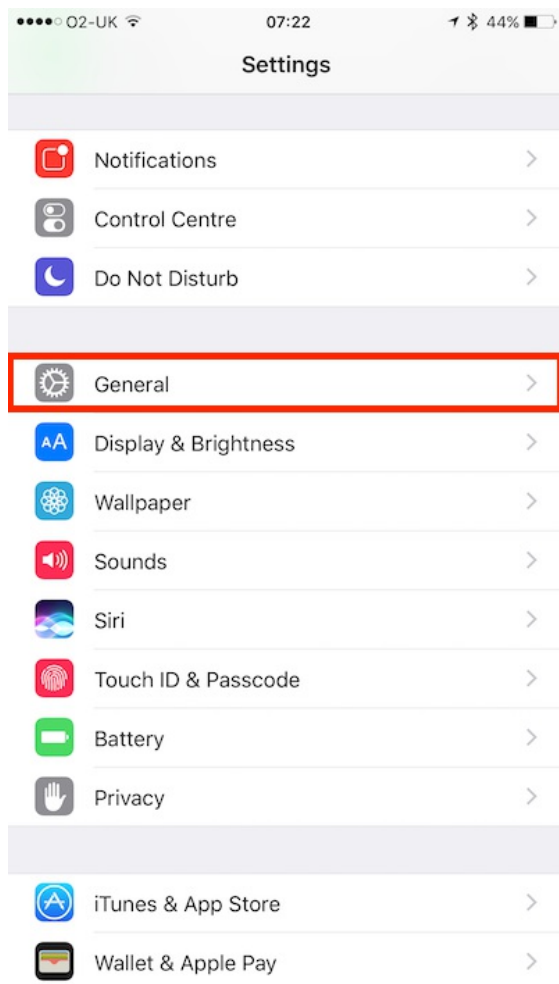 O2-UK 07:22 44%
Settings
Notifications
Control Centre
Do Not Disturb
General
AA Display & Brightness
Wallpaper
Sounds
Siri
Touch ID & Passcode
Battery
Privacy
iTunes & App Store
Wallet & Apple Pay